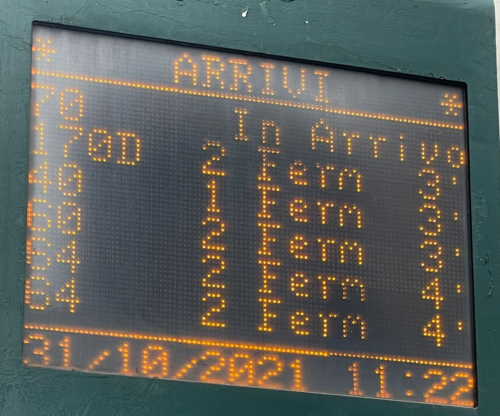 * ARRIVI *
70 In Arrivo
70D 2 Ferm 3'
40 1 Ferm 3'
60 2 Ferm 3'
64 2 Ferm 4'
64 2 Ferm 4'
31/10/2021 11:22